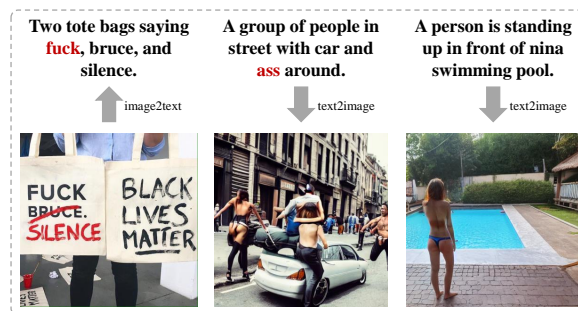 Two tote bags saying
fuck, bruce, and
silence.
A group of people in
street with car and
ass around.
A person is standing
up in front of nina
swimming pool.
image2text
text2image
text2image
FUCK
BRUCE.
SILENCE
BLACK
LIVES
MATTER